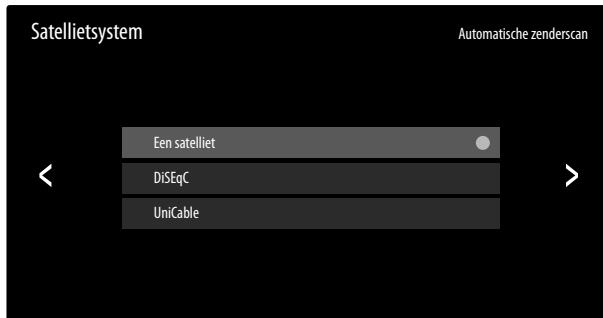 Satellietsystem
Automatische zenderscan
Een satelliet
DiSEqC
UniCable